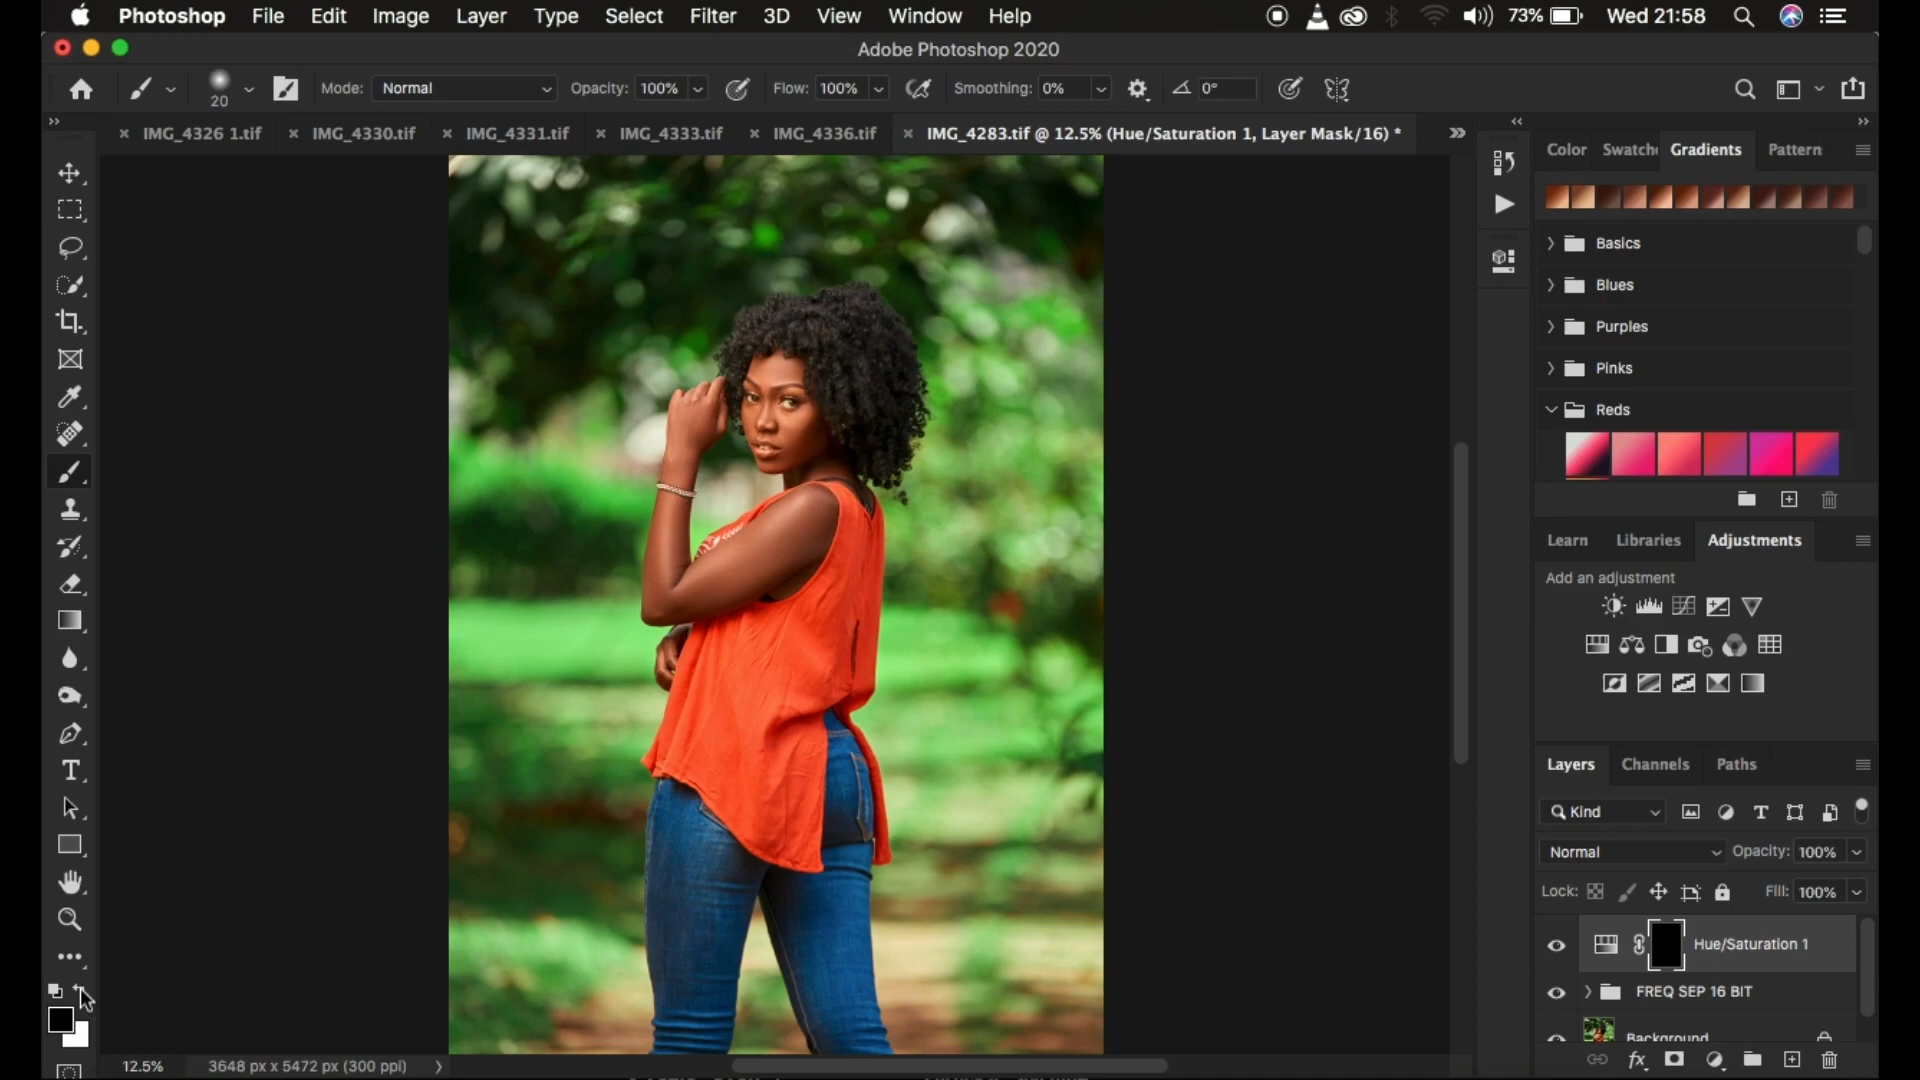 Photoshop File Edit Image Layer Type Select Filter 3D View Window Help 73% Wed 21:58
Adobe Photoshop 2020
20 Mode: Normal Opacity: 100% Flow: 100% Smoothing: 0% 0°
IMG_4326 1.tif IMG_4330.tif IMG_4331.tif IMG_4333.tif IMG_4336.tif IMG_4283.tif @ 12.5% (Hue/Saturation 1, Layer Mask/16) *
Color Swatche Gradients Pattern
Basics
Blues
Purples
Pinks
Reds
Learn Libraries Adjustments
Add an adjustment
Layers Channels Paths
Kind
Normal Opacity: 100%
Lock: Fill: 100%
Hue/Saturation 1
FREQ SEP 16 BIT
Background
12.5% 3648 px x 5472 px (300 ppi)